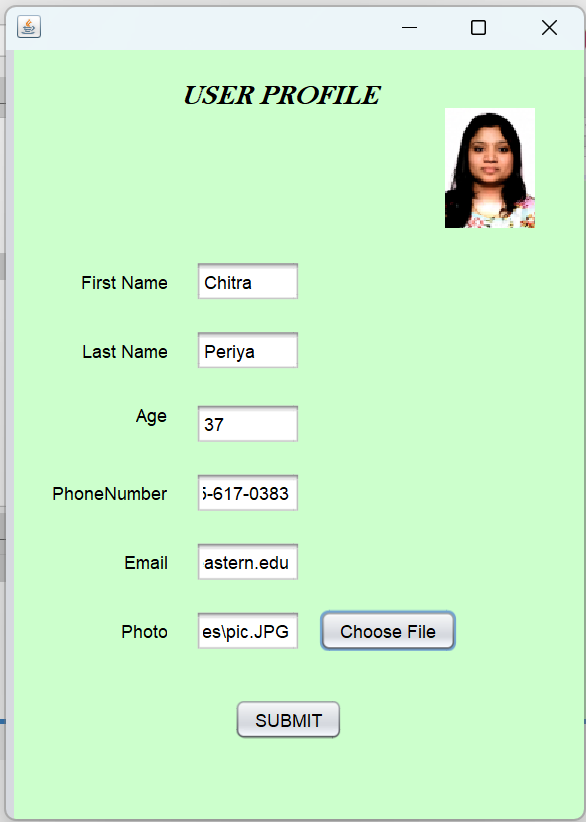 USER PROFILE
First Name Chitra
Last Name Periya
Age 37
PhoneNumber 5-617-0383
Email astern.edu
Photo es\pic.JPG Choose File
SUBMIT